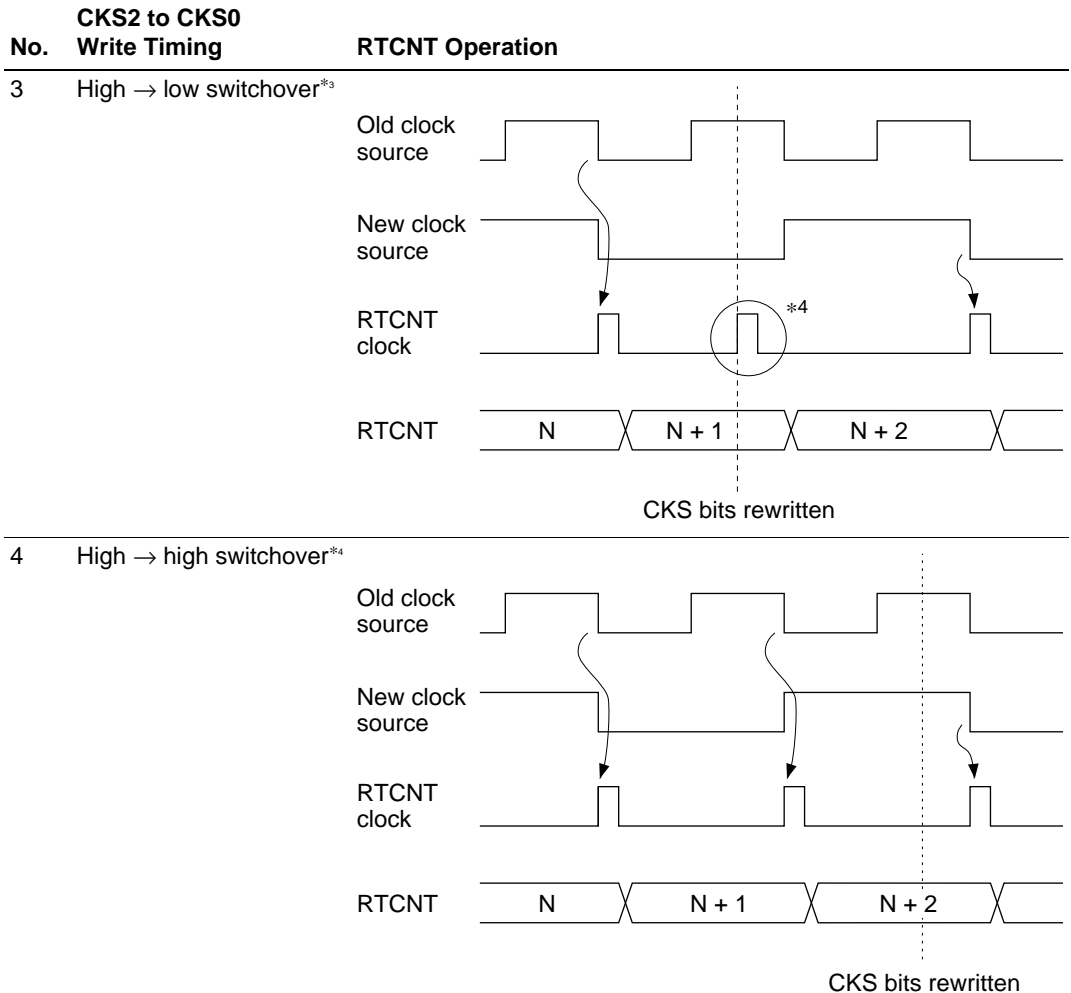 CKS2 to CKS0
No. Write Timing RTCNT Operation
3 High → low switchover*3
Old clock
source
New clock
source
*4
RTCNT
clock
RTCNT N N + 1 N + 2
CKS bits rewritten
4 High → high switchover*4
Old clock
source
New clock
source
RTCNT
clock
RTCNT N N + 1 N + 2
CKS bits rewritten